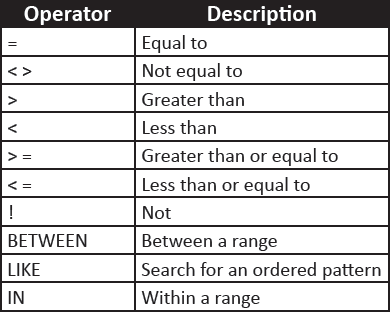 Operator Description
= Equal to
< > Not equal to
> Greater than
< Less than
> = Greater than or equal to
< = Less than or equal to
! Not
BETWEEN Between a range
LIKE Search for an ordered pattern
IN Within a range